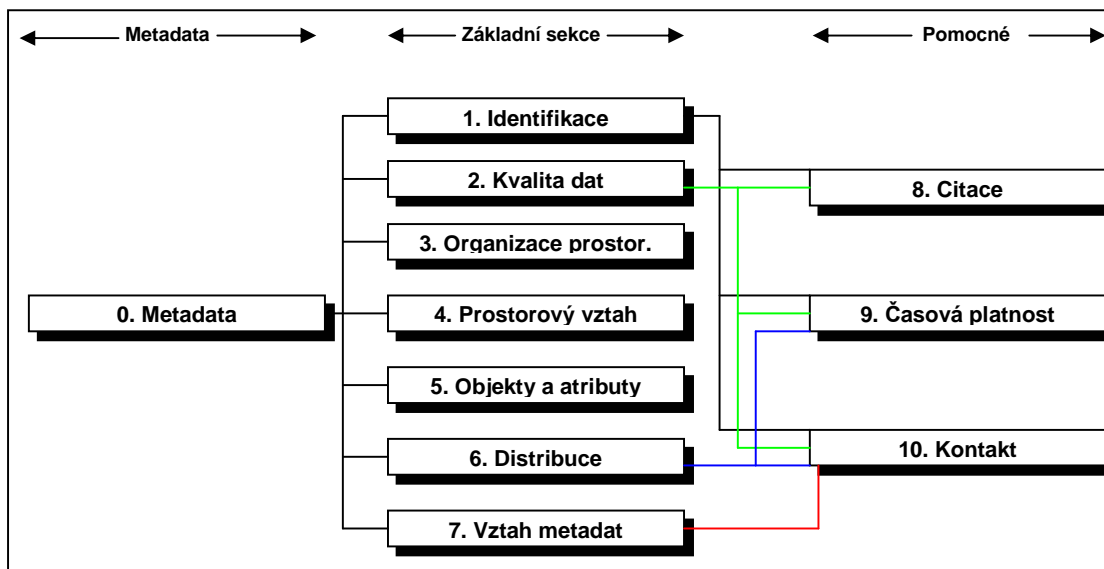 Metadata
Základní sekce
Pomocné
1. Identifikace
2. Kvalita dat
3. Organizace prostor.
0. Metadata
4. Prostorový vztah
5. Objekty a atributy
6. Distribuce
7. Vztah metadat
8. Citace
9. Časová platnost
10. Kontakt